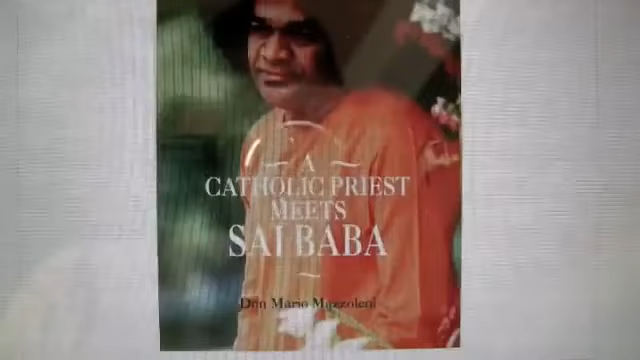 A
CATHOLIC PRIEST
MEETS
SAI BABA
Don Mario Mazzoleni